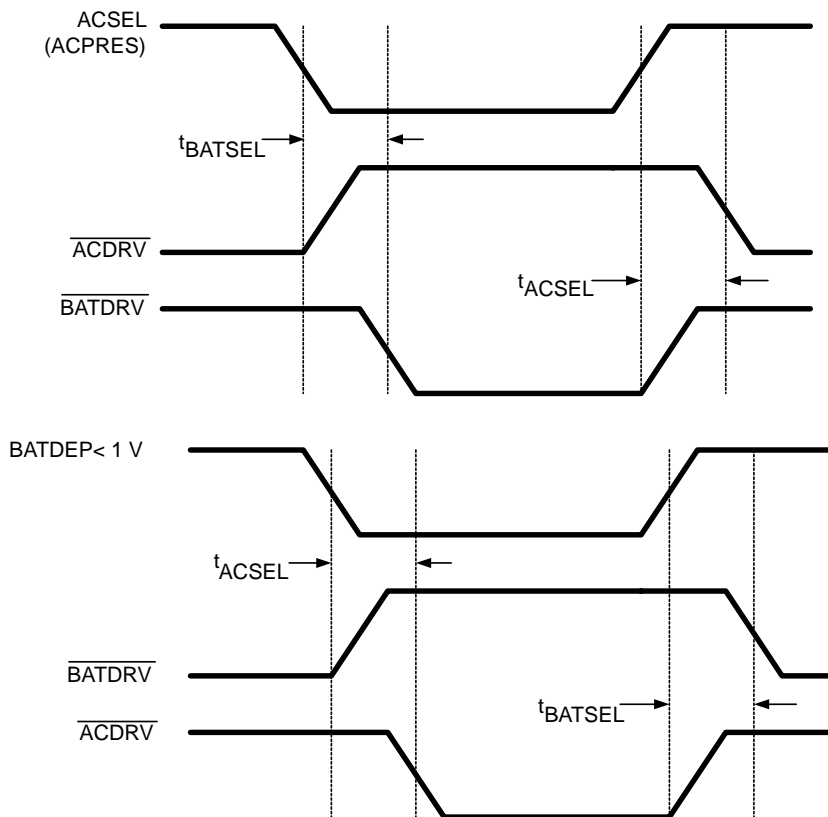 ACSEL
(ACPRES)
tBATSEL
ACDRV
tACSEL
BATDRV
BATDEP< 1 V
tACSEL
BATDRV
tBATSEL
ACDRV